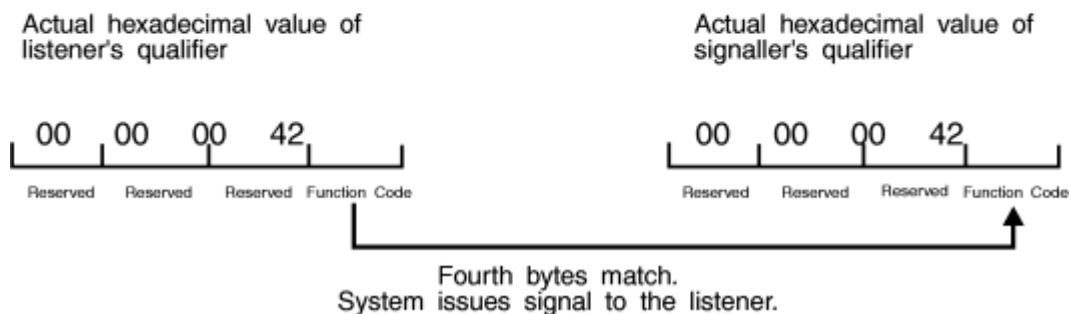 Actual hexadecimal value of
listener's qualifier
Actual hexadecimal value of
signaller's qualifier
00 00 00 42
00 00 00 42
Reserved Reserved Reserved Function Code
Reserved Reserved Reserved Function Code
Fourth bytes match.
System issues signal to the listener.